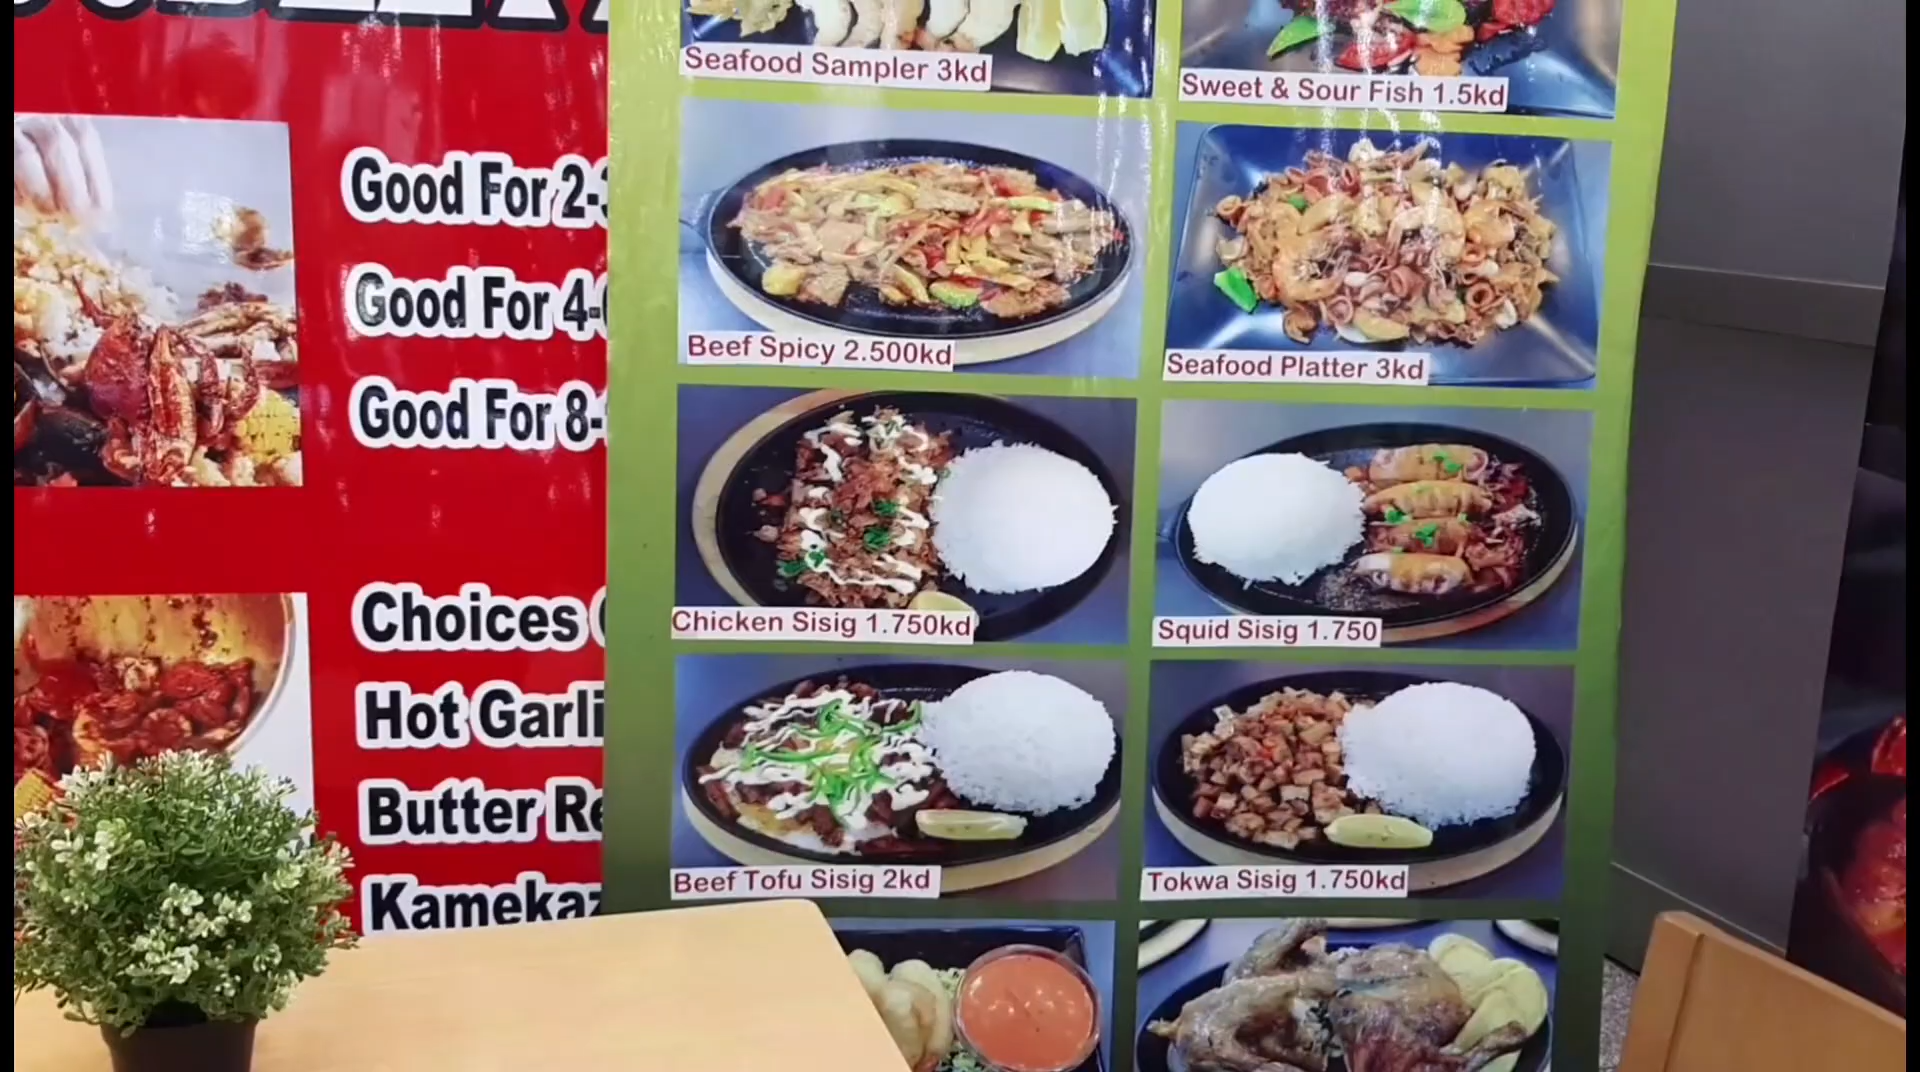 Good For 2-
Good For 4-
Good For 8-
Choices
Hot Garli
Butter Re
Kamekaz
Seafood Sampler 3kd
Sweet & Sour Fish 1.5kd
Beef Spicy 2.500kd
Seafood Platter 3kd
Chicken Sisig 1.750kd
Squid Sisig 1.750
Beef Tofu Sisig 2kd
Tokwa Sisig 1.750kd